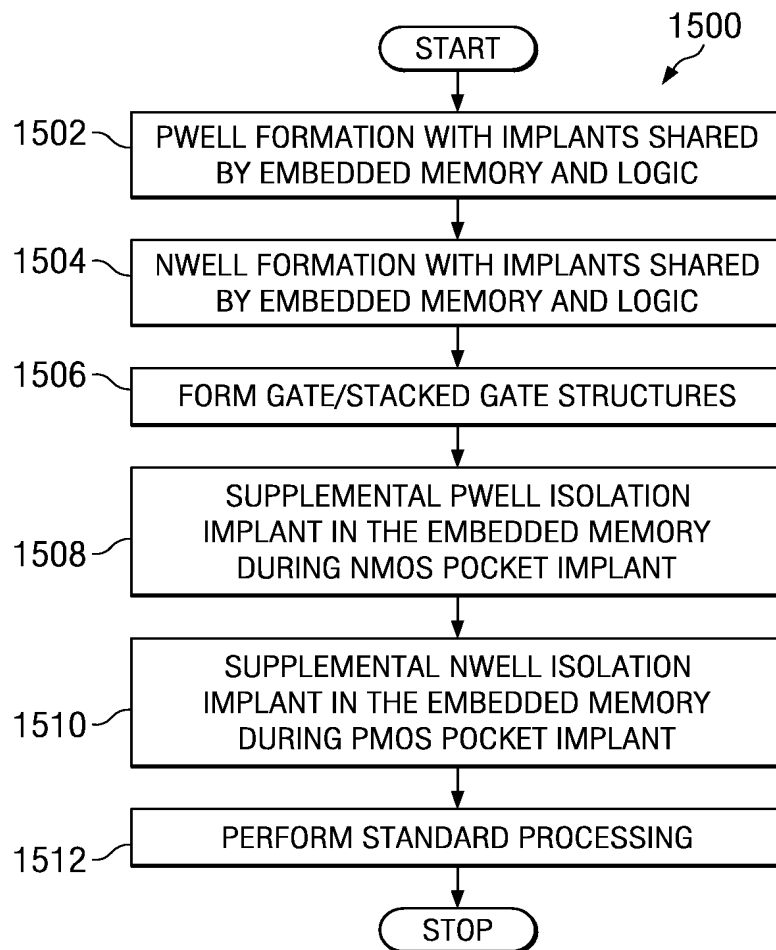 START
1500
1502
PWELL FORMATION WITH IMPLANTS SHARED
BY EMBEDDED MEMORY AND LOGIC
1504
NWELL FORMATION WITH IMPLANTS SHARED
BY EMBEDDED MEMORY AND LOGIC
1506
FORM GATE/STACKED GATE STRUCTURES
1508
SUPPLEMENTAL PWELL ISOLATION
IMPLANT IN THE EMBEDDED MEMORY
DURING NMOS POCKET IMPLANT
1510
SUPPLEMENTAL NWELL ISOLATION
IMPLANT IN THE EMBEDDED MEMORY
DURING PMOS POCKET IMPLANT
1512
PERFORM STANDARD PROCESSING
STOP